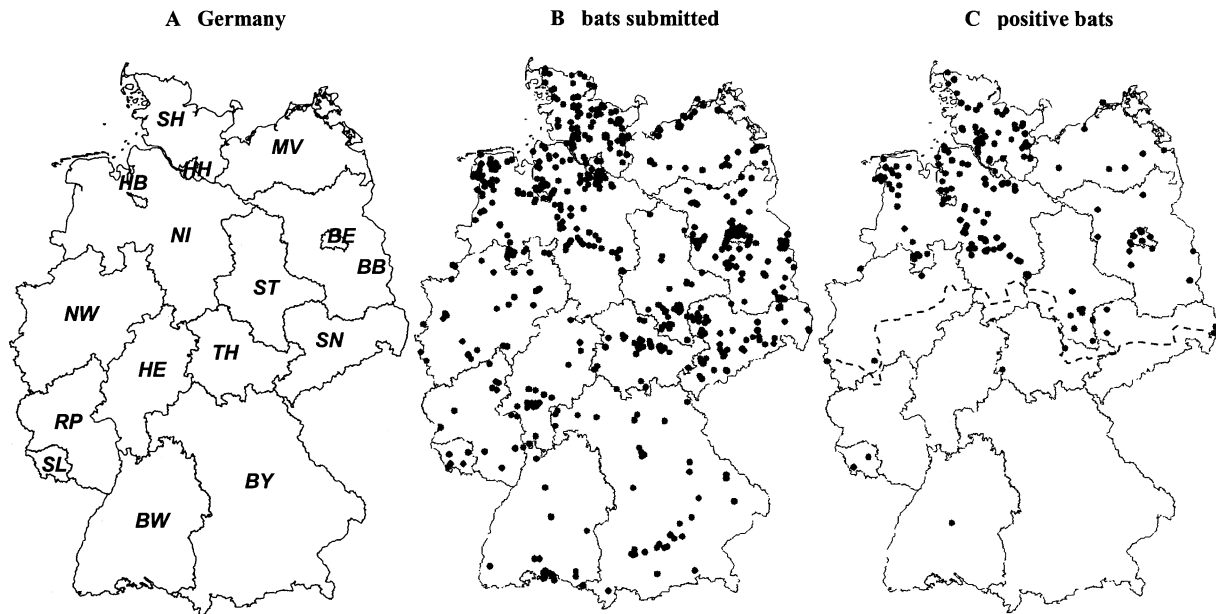 A Germany
B bats submitted
C positive bats
SH
MV
HH
HB
NI
BE
BB
ST
NW
SN
TH
HE
RP
SL
BY
BW